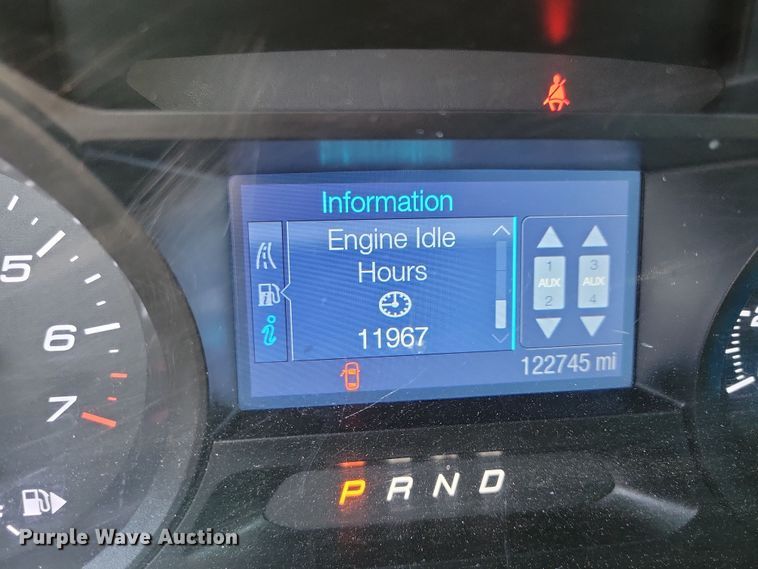 Information
Engine Idle
Hours
11967
1 3
AUX AUX
2 4
122745 mi
5
6
7
i
P R N D
Purple Wave Auction